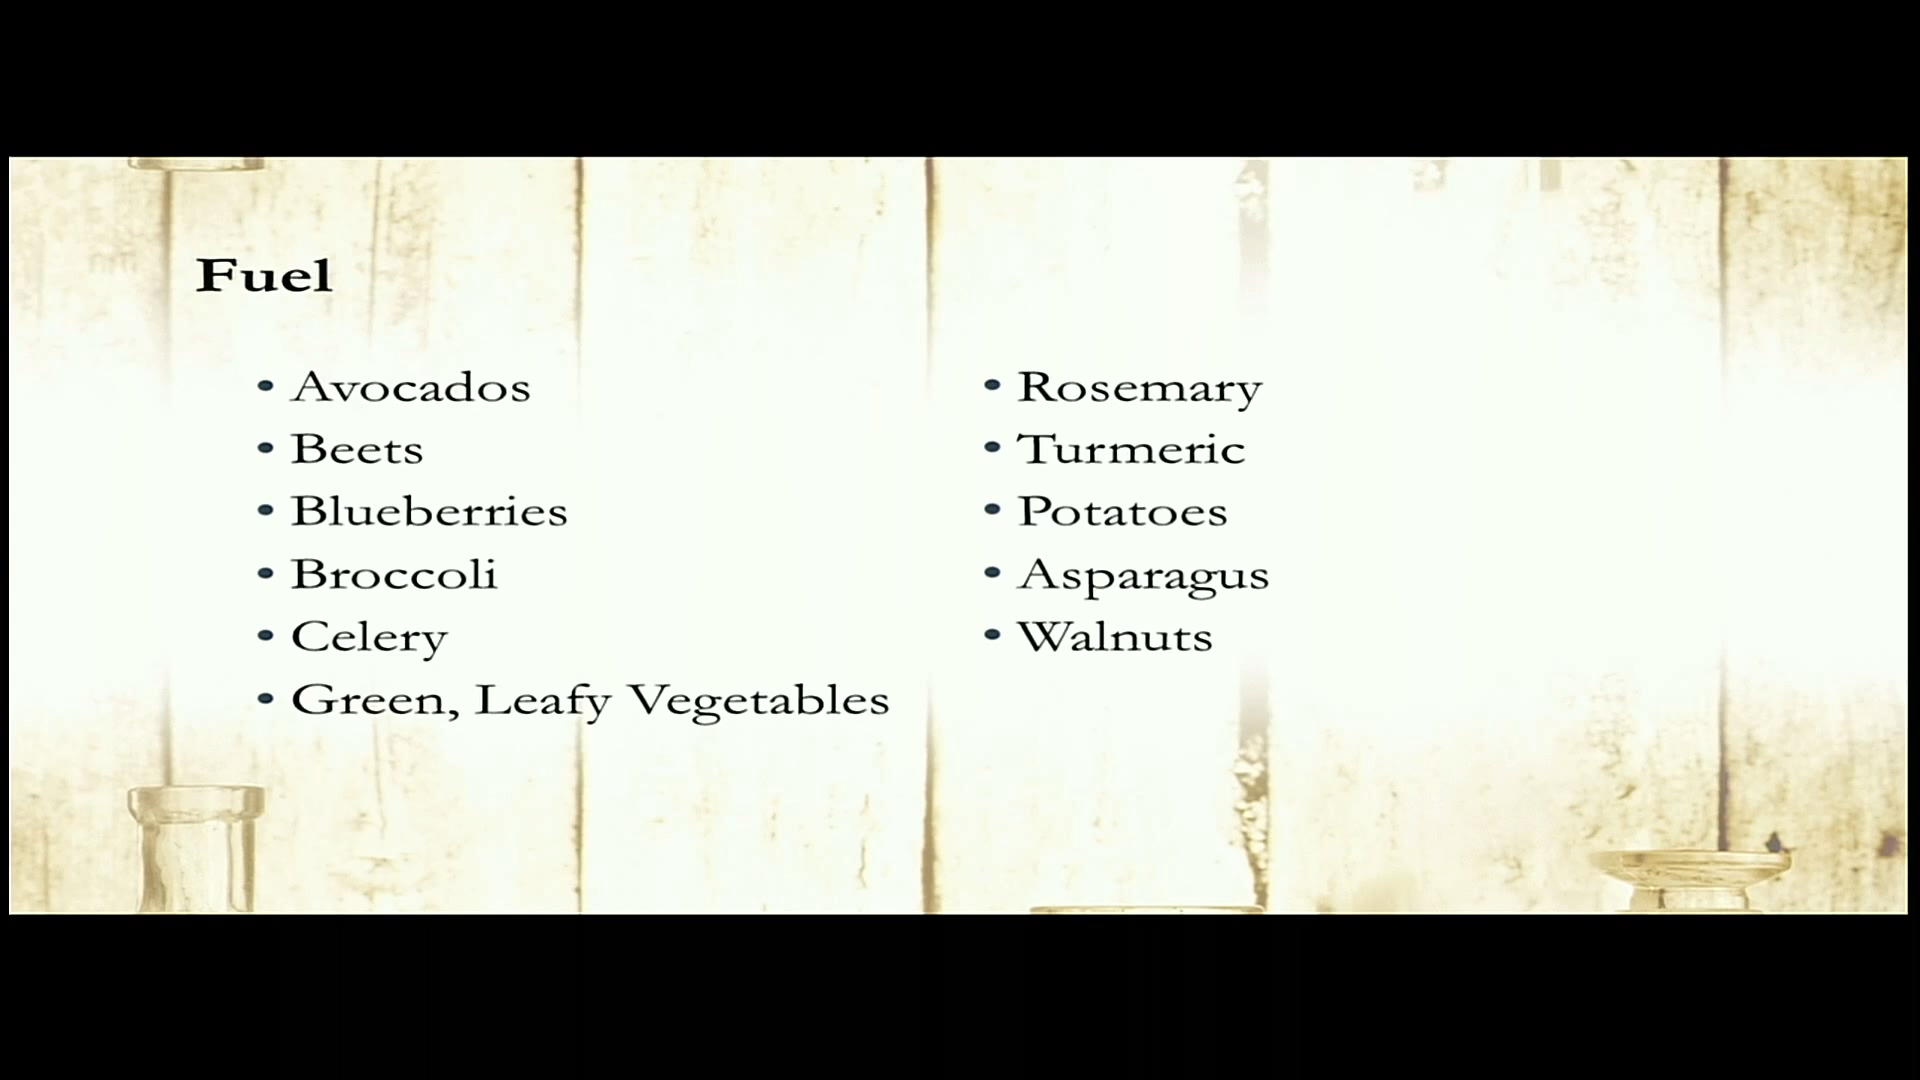 Fuel
• Avocados
• Beets
• Blueberries
• Broccoli
• Celery
• Green, Leafy Vegetables
• Rosemary
• Turmeric
• Potatoes
• Asparagus
• Walnuts